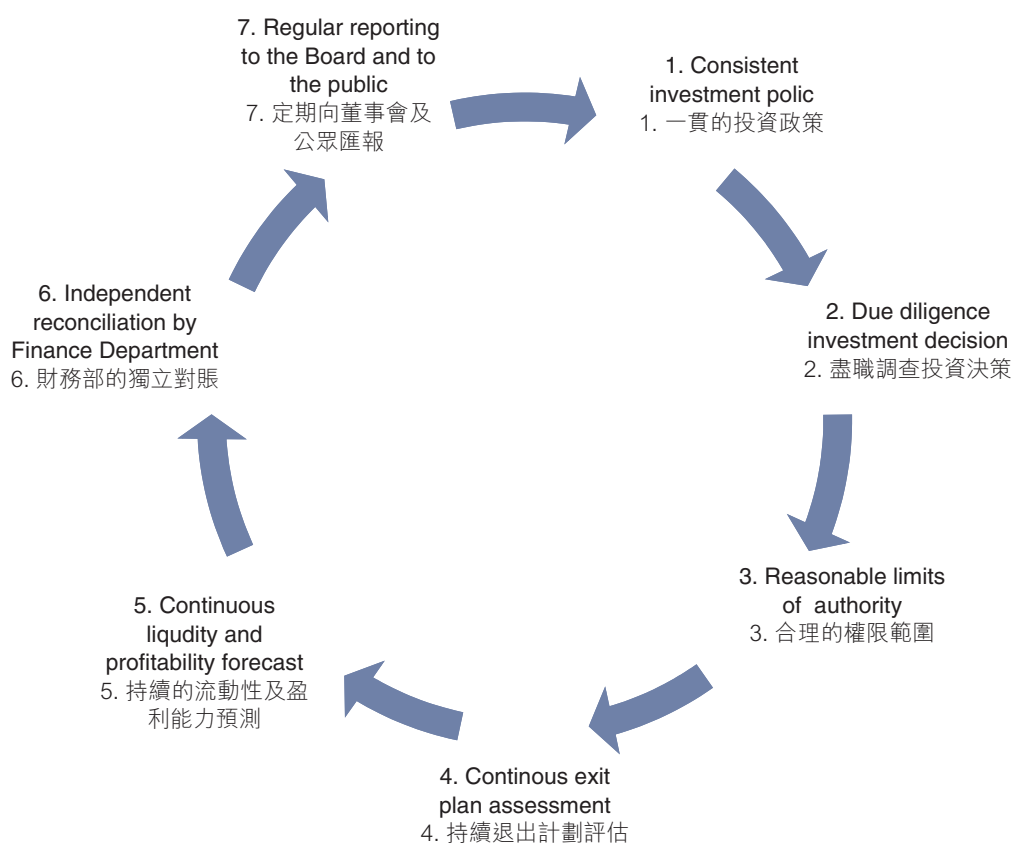 7. Regular reporting
to the Board and to
the public
7. 定期向董事會及
公眾匯報
1. Consistent
investment polic
1. 一貫的投資政策
2. Due diligence
investment decision
2. 盡職調查投資決策
3. Reasonable limits
of authority
3. 合理的權限範圍
4. Continous exit
plan assessment
4. 持續退出計劃評估
5. Continuous
liqudity and
profitability forecast
5. 持續的流動性及盈
利能力預測
6. Independent
reconciliation by
Finance Department
6. 財務部的獨立對賬